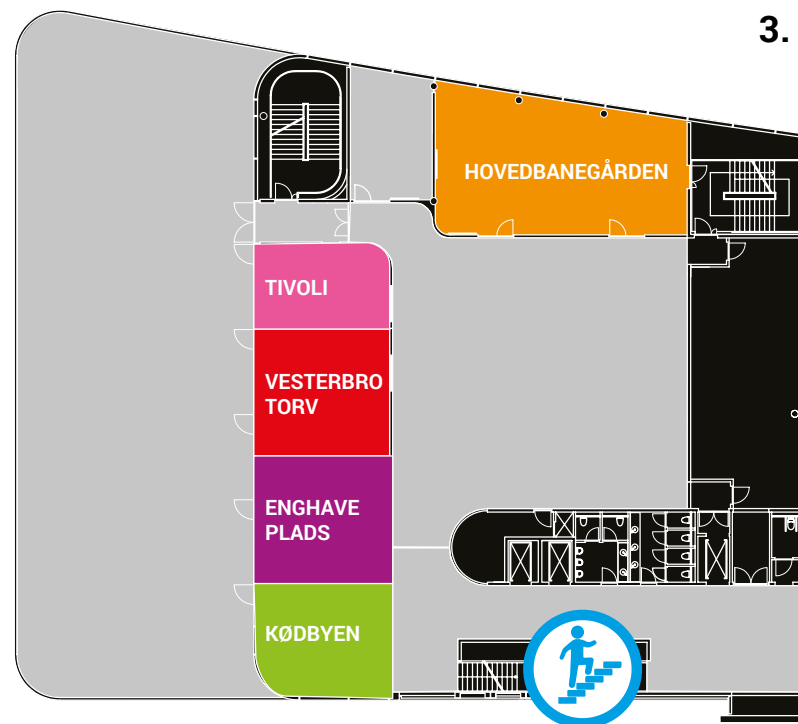 3.
HOVEDBANEGÅRDEN
TIVOLI
VESTERBRO
TORV
ENGHAVE
PLADS
KØDBYEN